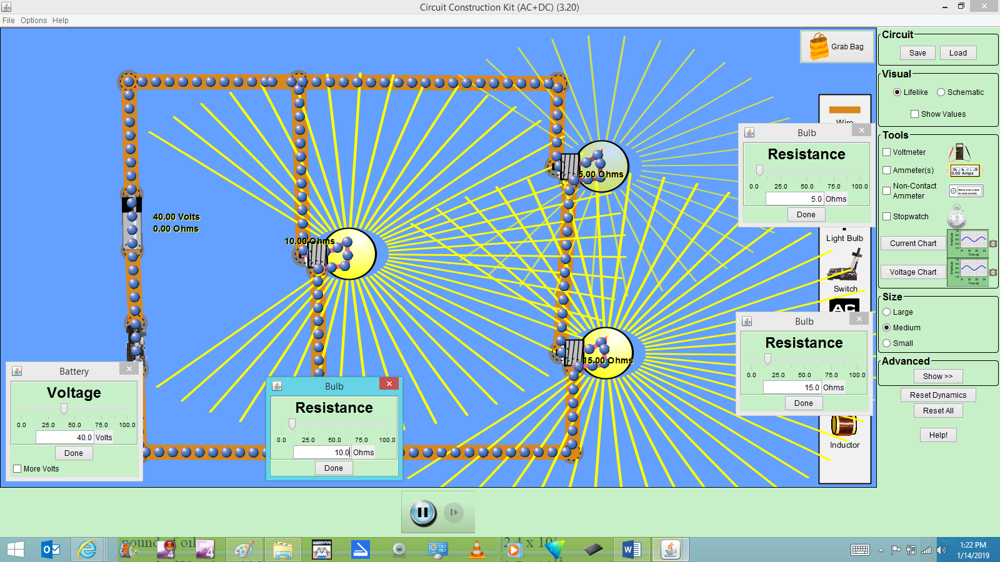 Circuit Construction Kit (AC+DC) (3.20)
File Options Help
Grab Bag
Circuit
Save Load
Visual
Lifelike Schematic
Show Values
Tools
Voltmeter
Ammeter(s)
0.00 Amps
Non-Contact
Ammeter
Stopwatch
Current Chart
Voltage Chart
Size
Large
Medium
Small
Advanced
Show >>
Reset Dynamics
Reset All
Help!
Wire
Light Bulb
Switch
AC
Inductor
40.00 Volts
0.00 Ohms
10.00 Ohms
5.00 Ohms
15.00 Ohms
Bulb
Resistance
0.0 25.0 50.0 75.0 100.0
5.0 Ohms
Done
Bulb
Resistance
0.0 25.0 50.0 75.0 100.0
15.0 Ohms
Done
Battery
Voltage
0.0 25.0 50.0 75.0 100.0
40.0 Volts
Done
More Volts
Bulb
Resistance
0.0 25.0 50.0 75.0 100.0
10.0 Ohms
Done
pound of oil
1:22 PM
1/14/2019